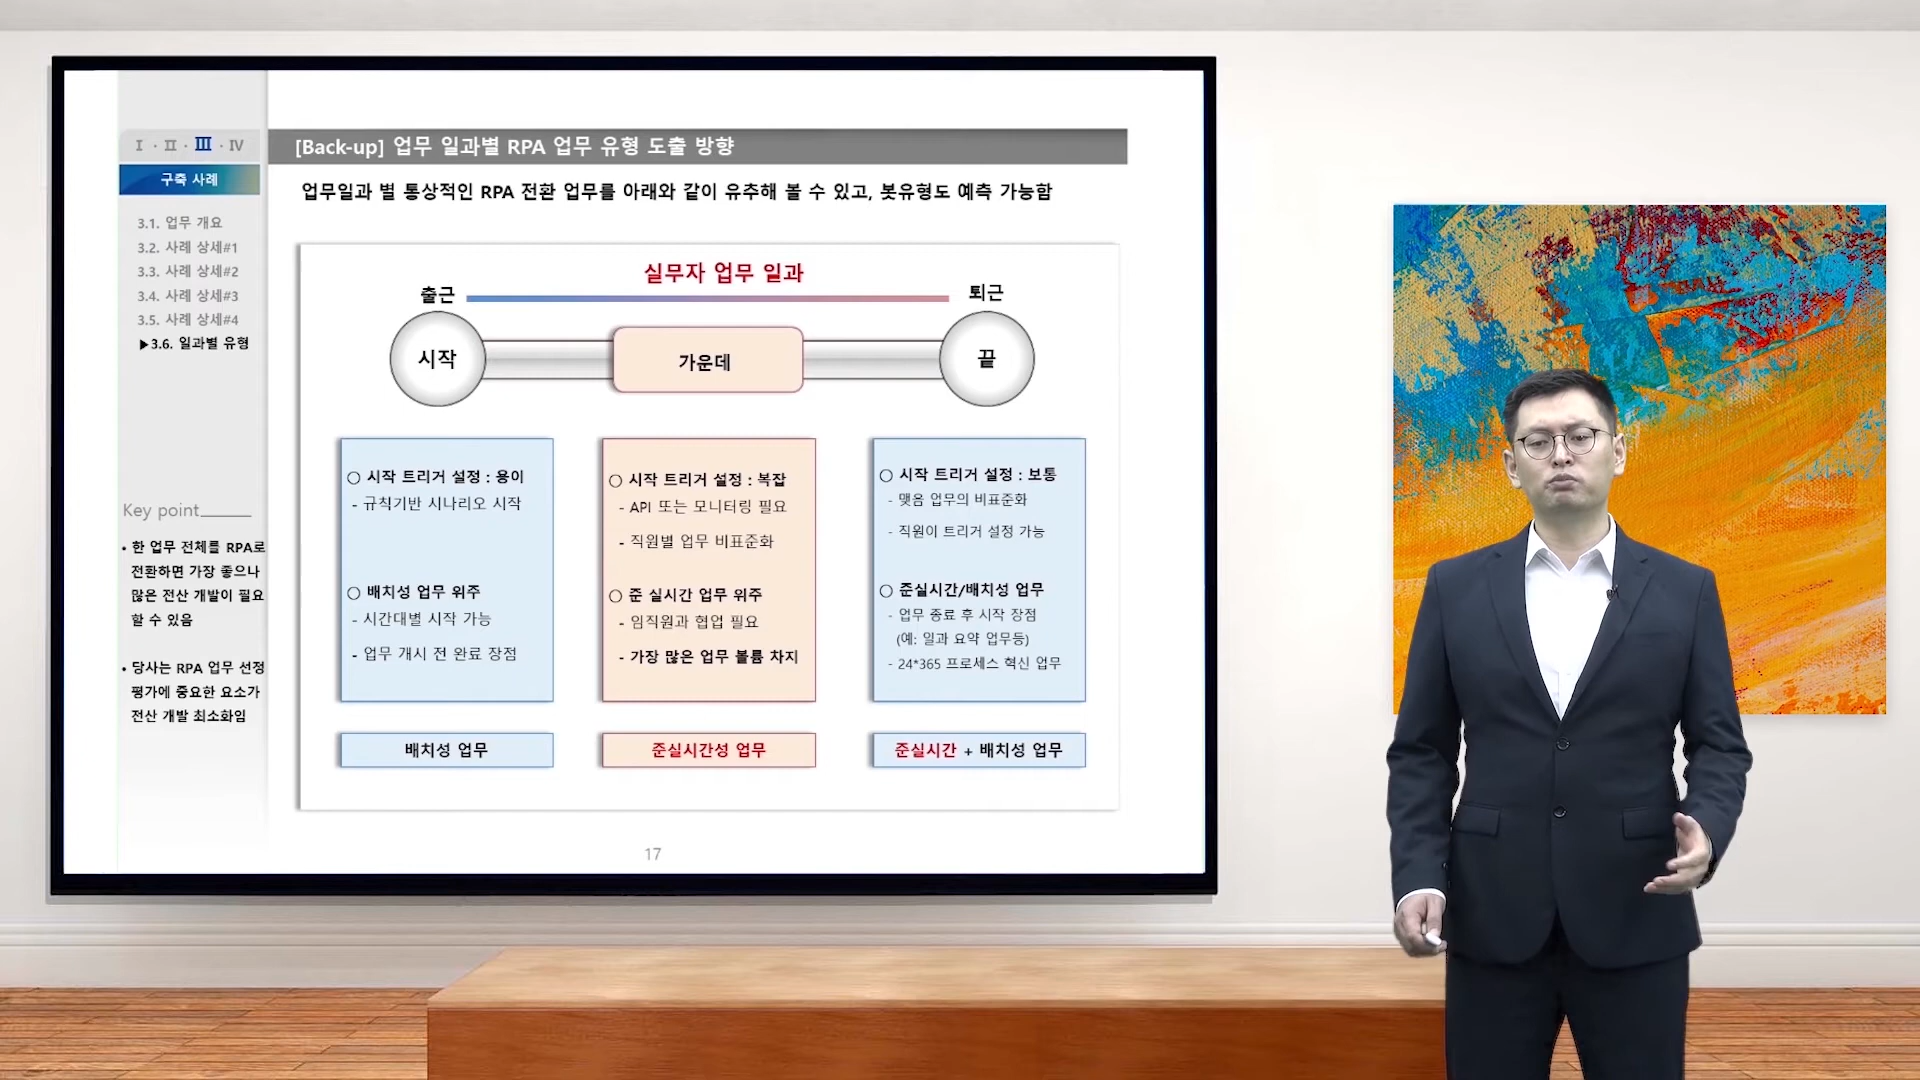 I · II · III · IV
구축 사례
3.1. 업무 개요
3.2. 사례 상세#1
3.3. 사례 상세#2
3.4. 사례 상세#3
3.5. 사례 상세#4
▶3.6. 일과별 유형
Key point
• 한 업무 전체를 RPA로
전환하면 가장 좋으나
많은 전산 개발이 필요
할 수 있음
• 당사는 RPA 업무 선정
평가에 중요한 요소가
전산 개발 최소화임
[Back-up] 업무 일과별 RPA 업무 유형 도출 방향
업무일과 별 통상적인 RPA 전환 업무를 아래와 같이 유추해 볼 수 있고, 봇유형도 예측 가능함
실무자 업무 일과
출근
퇴근
시작
가운데
끝
○ 시작 트리거 설정 : 용이
- 규칙기반 시나리오 시작
○ 배치성 업무 위주
- 시간대별 시작 가능
- 업무 개시 전 완료 장점
○ 시작 트리거 설정 : 복잡
- API 또는 모니터링 필요
- 직원별 업무 비표준화
○ 준 실시간 업무 위주
- 임직원과 협업 필요
- 가장 많은 업무 볼륨 차지
○ 시작 트리거 설정 : 보통
- 맺음 업무의 비표준화
- 직원이 트리거 설정 가능
○ 준실시간/배치성 업무
- 업무 종료 후 시작 장점
(예: 일과 요약 업무등)
- 24*365 프로세스 혁신 업무
배치성 업무
준실시간성 업무
준실시간 + 배치성 업무
17